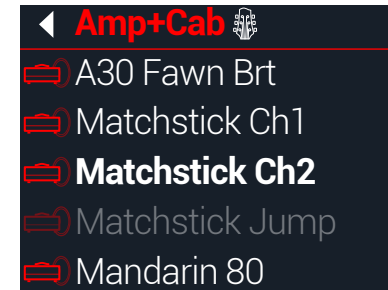 Amp+Cab
A30 Fawn Brt
Matchstick Ch1
Matchstick Ch2
Matchstick Jump
Mandarin 80